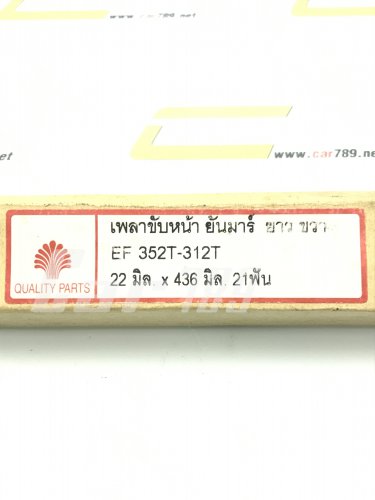 .net
www.car789.net
เพลาขับหน้า ยันมาร์ ยาว ขวา
EF 352T-312T
22 มิล. x 436 มิล. 21ฟัน
QUALITY PARTS